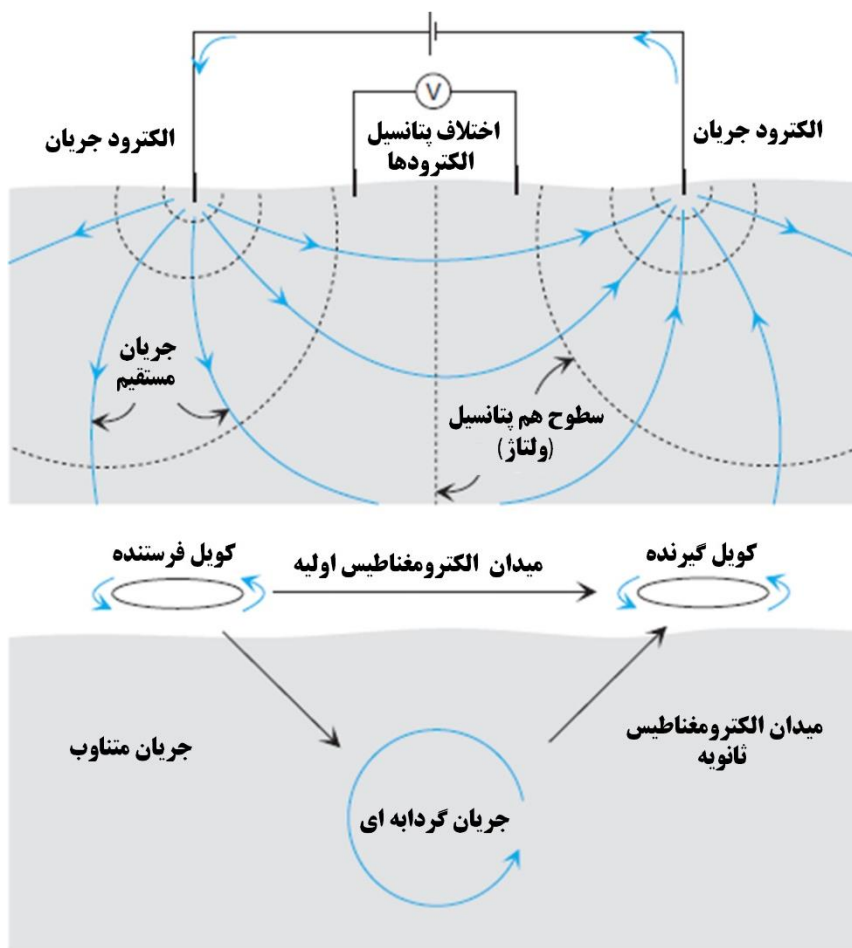 V
الکترود جریان
اختلاف پتانسیل
الکترودها
الکترود جریان
جریان
مستقیم
سطوح هم پتانسیل
(ولتاژ)
کویل فرستنده
میدان الکترومغناطیس اولیه
کویل گیرنده
جریان متناوب
جریان گردابه ای
میدان الکترومغناطیس
ثانویه